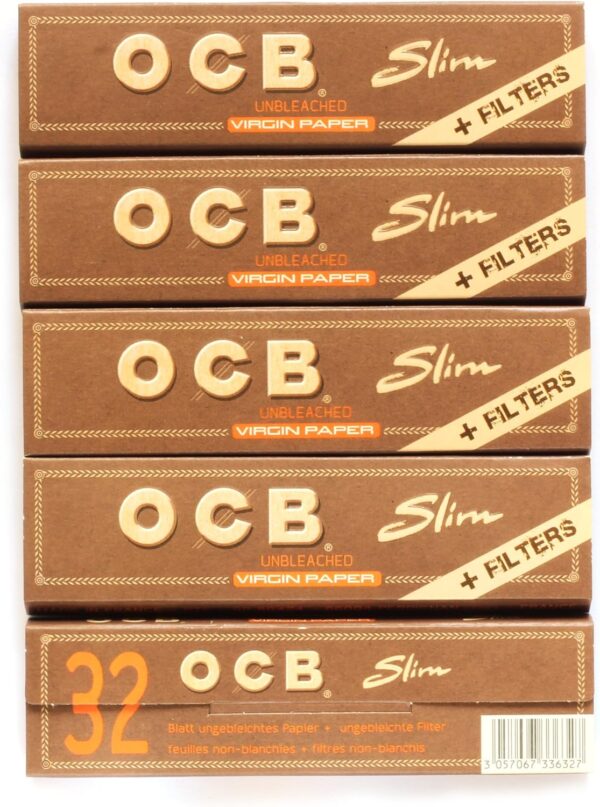 OCB Slim
UNBLEACHED
VIRGIN PAPER
+ FILTERS
OCB Slim
UNBLEACHED
VIRGIN PAPER
+ FILTERS
OCB Slim
UNBLEACHED
VIRGIN PAPER
+ FILTERS
OCB Slim
UNBLEACHED
VIRGIN PAPER
+ FILTERS
32 OCB Slim
Blatt ungebleichtes Papier + ungebleichte Filter
feuilles non-blanchies + filtres non-blanchis
3 057067 336327